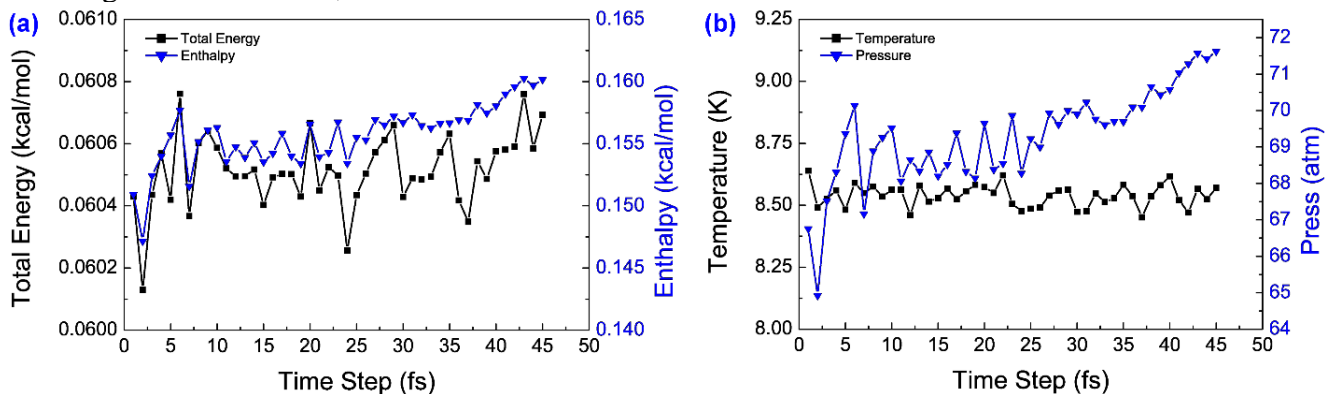 (a)
Total Energy (kcal/mol)
0.0610
0.0608
0.0606
0.0604
0.0602
0.0600
Total Energy
Enthalpy
0.165
0.160
0.155
0.150
0.145
0.140
Enthalpy (kcal/mol)
0 5 10 15 20 25 30 35 40 45 50
Time Step (fs)
(b)
Temperature (K)
9.25
9.00
8.75
8.50
8.25
8.00
Temperature
Pressure
72
71
70
69
68
67
66
65
64
Press (atm)
0 5 10 15 20 25 30 35 40 45 50
Time Step (fs)